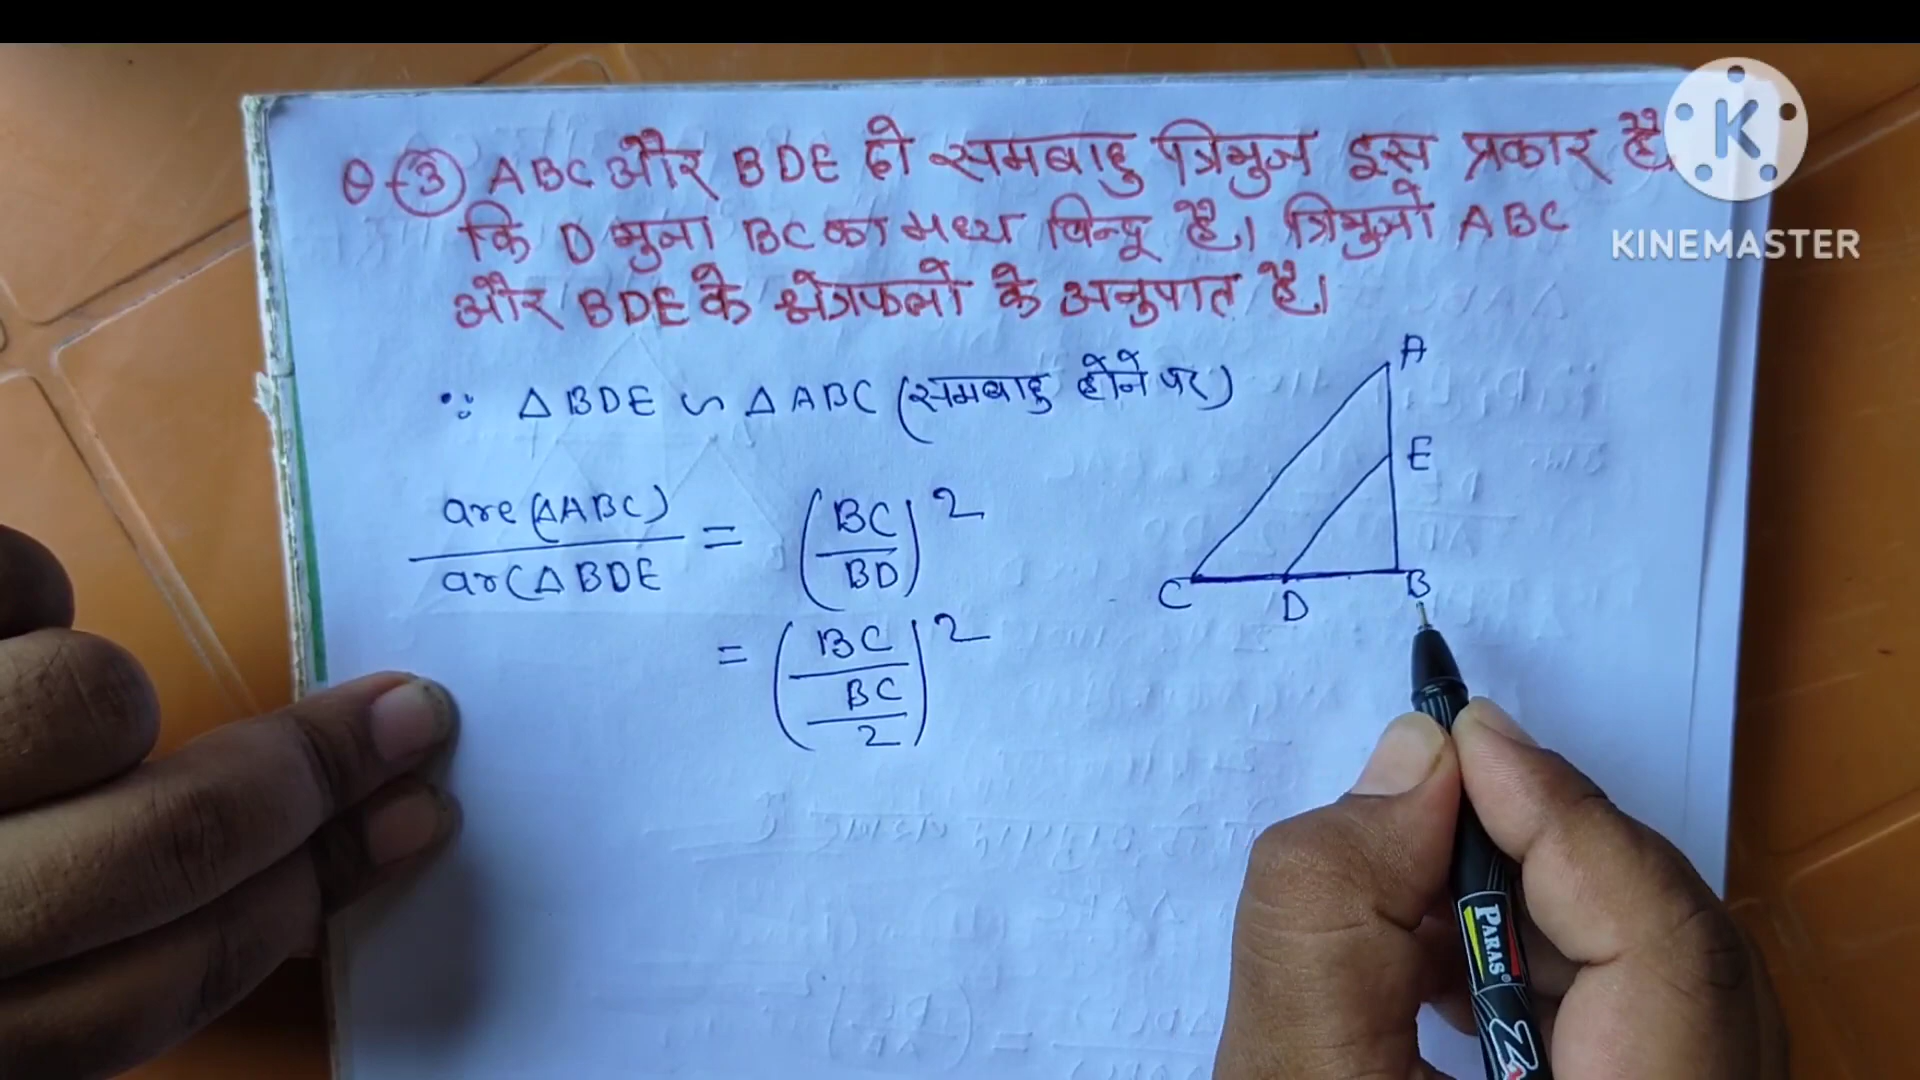 Q-3 ABC और BDE दो समबाहु त्रिभुज इस प्रकार है
कि D भुजा BC का मध्य बिन्दू है। त्रिभुजो ABC
और BDE के क्षेत्रफलो के अनुपात है।
∵ △BDE ∽ △ABC (समबाहु होने पर)
are(△ABC) / ar(△BDE = (BC / BD)²
= (BC / BC / 2)²
A
E
C D B
K
KINEMASTER
PARAS